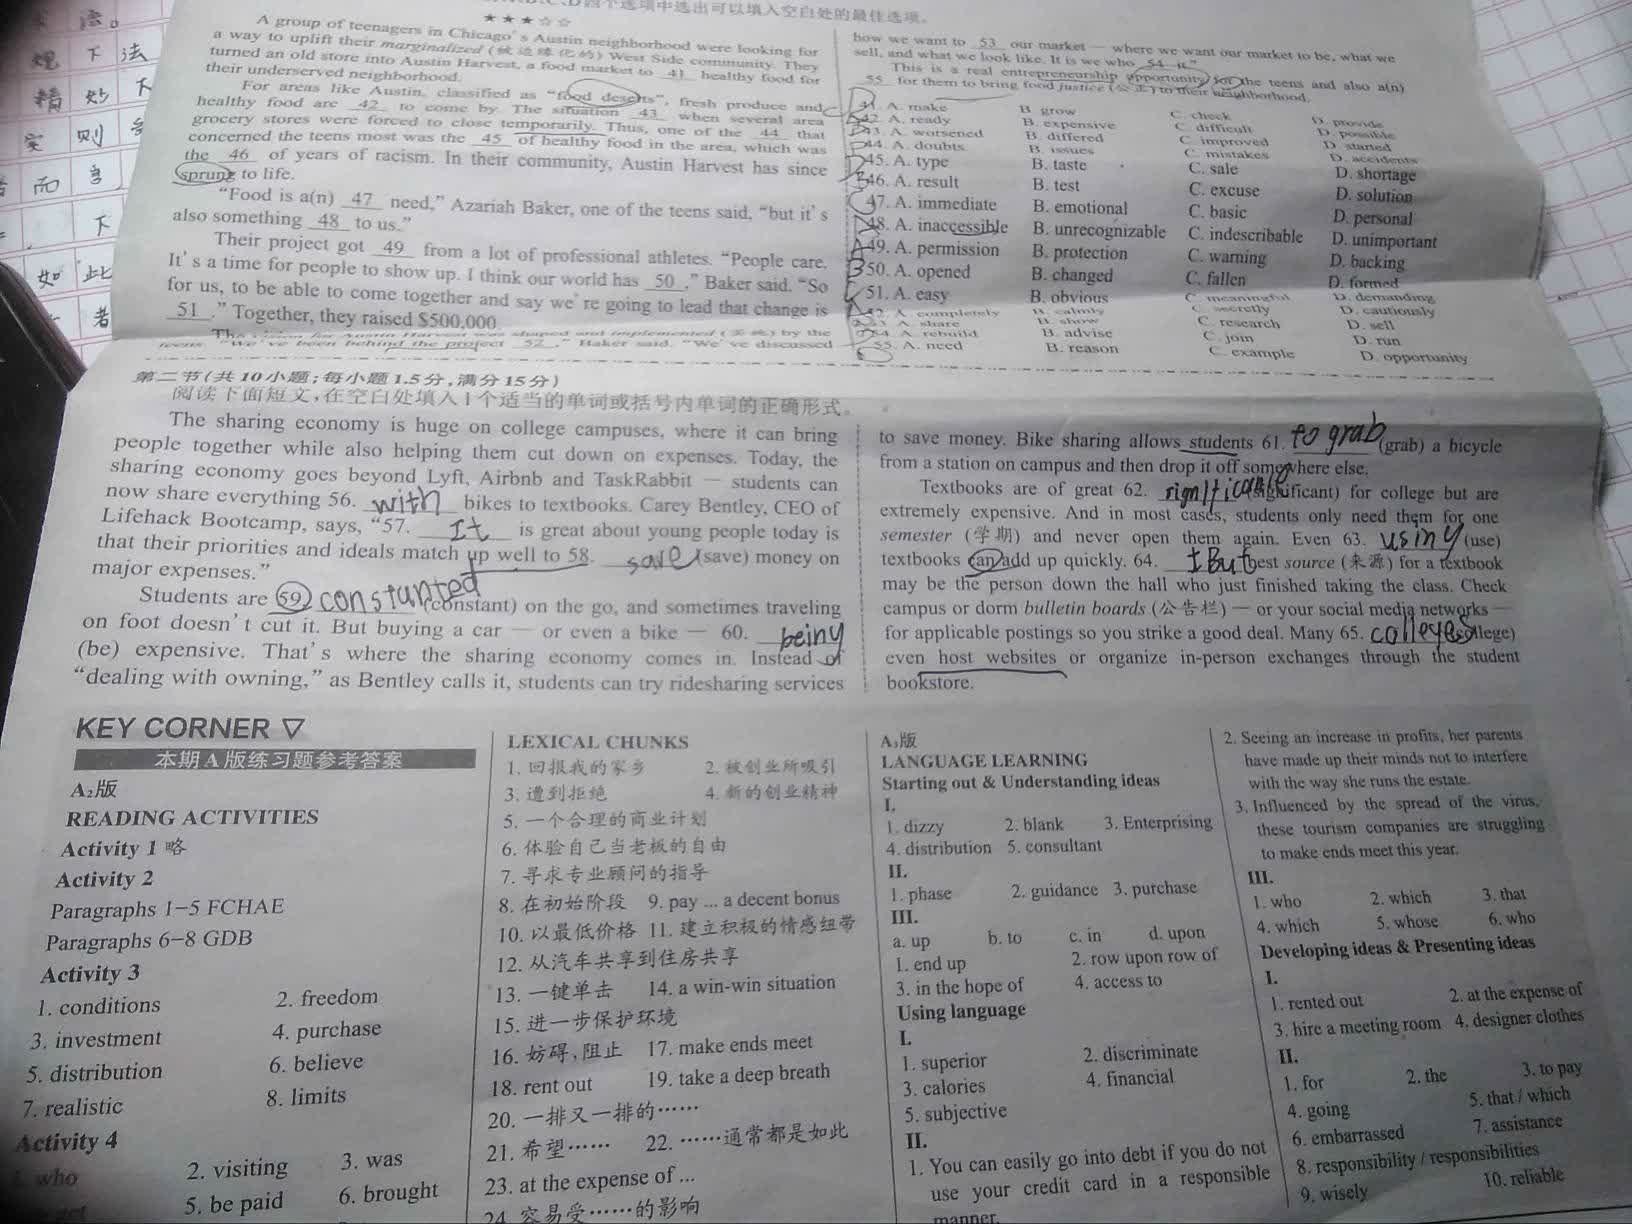 四个选项中选出可以填入空白处的最佳选项。
★★★☆☆
A group of teenagers in Chicago's Austin neighborhood were looking for
a way to uplift their marginalized (被边缘化的) West Side community. They
turned an old store into Austin Harvest, a food market to 41 healthy food for
their underserved neighborhood.
For areas like Austin, classified as "food deserts", fresh produce and
healthy food are 42 to come by. The situation 43 when several area
grocery stores were forced to close temporarily. Thus, one of the 44 that
concerned the teens most was the 45 of healthy food in the area, which was
the 46 of years of racism. In their community, Austin Harvest has since
sprung to life.
"Food is a(n) 47 need," Azariah Baker, one of the teens said, "but it's
also something 48 to us."
Their project got 49 from a lot of professional athletes. "People care.
It's a time for people to show up. I think our world has 50," Baker said. "So
for us, to be able to come together and say we're going to lead that change is
51." Together, they raised $500,000.
The vision for Austin Harvest was shaped and implemented by the
teens. "We've been behind the project 52," Baker said. "We've discussed
how we want to 53 our market — where we want our market to be, what we
sell, and what we look like. It is we who 54 it."
This is a real entrepreneurship opportunity for the teens and also a(n)
55 for them to bring food justice (公正) to their neighborhood.
41. A. make B. grow C. check D. provide
42. A. ready B. expensive C. difficult D. possible
43. A. worsened B. differed C. improved D. started
44. A. doubts B. issues C. mistakes D. accidents
45. A. type B. taste C. sale D. shortage
46. A. result B. test C. excuse D. solution
47. A. immediate B. emotional C. basic D. personal
48. A. inaccessible B. unrecognizable C. indescribable D. unimportant
49. A. permission B. protection C. warning D. backing
50. A. opened B. changed C. fallen D. formed
51. A. easy B. obvious C. meaningful D. demanding
52. A. completely B. calmly C. secretly D. cautiously
53. A. share B. show C. research D. sell
54. A. rebuild B. advise C. join D. run
55. A. need B. reason C. example D. opportunity
第二节(共10小题;每小题1.5分,满分15分)
阅读下面短文,在空白处填入1个适当的单词或括号内单词的正确形式。
The sharing economy is huge on college campuses, where it can bring
people together while also helping them cut down on expenses. Today, the
sharing economy goes beyond Lyft, Airbnb and TaskRabbit — students can
now share everything 56. with bikes to textbooks. Carey Bentley, CEO of
Lifehack Bootcamp, says, "57. It is great about young people today is
that their priorities and ideals match up well to 58. save (save) money on
major expenses."
Students are 59 constanted (constant) on the go, and sometimes traveling
on foot doesn't cut it. But buying a car — or even a bike — 60. being
(be) expensive. That's where the sharing economy comes in. Instead of
"dealing with owning," as Bentley calls it, students can try ridesharing services
to save money. Bike sharing allows students 61. to grab (grab) a bicycle
from a station on campus and then drop it off somewhere else.
Textbooks are of great 62. (significant) for college but are
extremely expensive. And in most cases, students only need them for one
semester (学期) and never open them again. Even 63. using (use)
textbooks can add up quickly. 64. But best source (来源) for a textbook
may be the person down the hall who just finished taking the class. Check
campus or dorm bulletin boards (公告栏) — or your social media networks —
for applicable postings so you strike a good deal. Many 65. colleges (college)
even host websites or organize in-person exchanges through the student
bookstore.
KEY CORNER ▽
本期A版练习题参考答案
A₂版
READING ACTIVITIES
Activity 1 略
Activity 2
Paragraphs 1–5 FCHAE
Paragraphs 6–8 GDB
Activity 3
1. conditions 2. freedom
3. investment 4. purchase
5. distribution 6. believe
7. realistic 8. limits
Activity 4
1. who 2. visiting 3. was
5. be paid 6. brought
LEXICAL CHUNKS
1. 回报我的家乡 2. 被创业所吸引
3. 遭到拒绝 4. 新的创业精神
5. 一个合理的商业计划
6. 体验自己当老板的自由
7. 寻求专业顾问的指导
8. 在初始阶段 9. pay ... a decent bonus
10. 以最低价格 11. 建立积极的情感纽带
12. 从汽车共享到住房共享
13. 一键单击 14. a win-win situation
15. 进一步保护环境
16. 妨碍,阻止 17. make ends meet
18. rent out 19. take a deep breath
20. 一排又一排的……
21. 希望…… 22. ……通常都是如此
23. at the expense of ...
24. 容易受……的影响
A₃版
LANGUAGE LEARNING
Starting out & Understanding ideas
I.
1. dizzy 2. blank 3. Enterprising
4. distribution 5. consultant
II.
1. phase 2. guidance 3. purchase
III.
a. up b. to c. in d. upon
1. end up 2. row upon row of
3. in the hope of 4. access to
Using language
I.
1. superior 2. discriminate
3. calories 4. financial
5. subjective
II.
1. You can easily go into debt if you do not
use your credit card in a responsible
manner.
2. Seeing an increase in profits, her parents
have made up their minds not to interfere
with the way she runs the estate.
3. Influenced by the spread of the virus,
these tourism companies are struggling
to make ends meet this year.
III.
1. who 2. which 3. that
4. which 5. whose 6. who
Developing ideas & Presenting ideas
I.
1. rented out 2. at the expense of
3. hire a meeting room 4. designer clothes
II.
1. for 2. the 3. to pay
4. going 5. that / which
6. embarrassed 7. assistance
8. responsibility / responsibilities
9. wisely 10. reliable